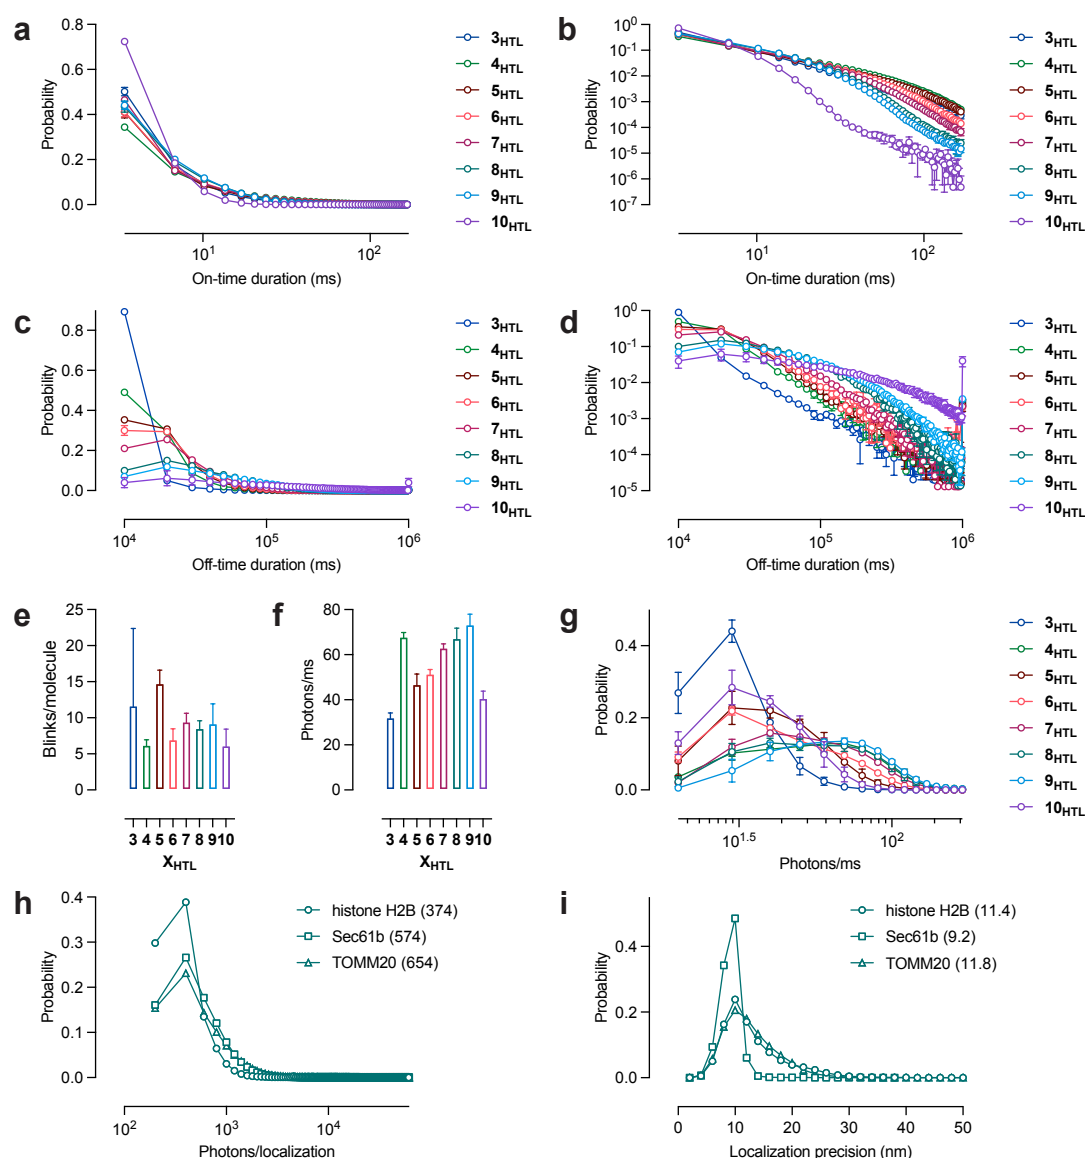 a
0.8
0.6
0.4
0.2
0.0
Probability
10¹
10²
On-time duration (ms)
3HTL
4HTL
5HTL
6HTL
7HTL
8HTL
9HTL
10HTL
b
10⁰
10⁻¹
10⁻²
10⁻³
10⁻⁴
10⁻⁵
10⁻⁶
10⁻⁷
Probability
10¹
10²
On-time duration (ms)
3HTL
4HTL
5HTL
6HTL
7HTL
8HTL
9HTL
10HTL
c
0.8
0.6
0.4
0.2
0.0
Probability
10⁴
10⁵
10⁶
Off-time duration (ms)
3HTL
4HTL
5HTL
6HTL
7HTL
8HTL
9HTL
10HTL
d
10⁰
10⁻¹
10⁻²
10⁻³
10⁻⁴
10⁻⁵
Probability
10⁴
10⁵
10⁶
Off-time duration (ms)
3HTL
4HTL
5HTL
6HTL
7HTL
8HTL
9HTL
10HTL
e
25
20
15
10
5
0
Blinks/molecule
3 4 5 6 7 8 9 10
XHTL
f
80
60
40
20
0
Photons/ms
3 4 5 6 7 8 9 10
XHTL
g
0.4
0.2
0.0
Probability
10¹·⁵
10²
Photons/ms
3HTL
4HTL
5HTL
6HTL
7HTL
8HTL
9HTL
10HTL
h
0.4
0.3
0.2
0.1
0.0
Probability
10²
10³
10⁴
Photons/localization
histone H2B (374)
Sec61b (574)
TOMM20 (654)
i
0.4
0.2
0.0
Probability
0 10 20 30 40 50
Localization precision (nm)
histone H2B (11.4)
Sec61b (9.2)
TOMM20 (11.8)